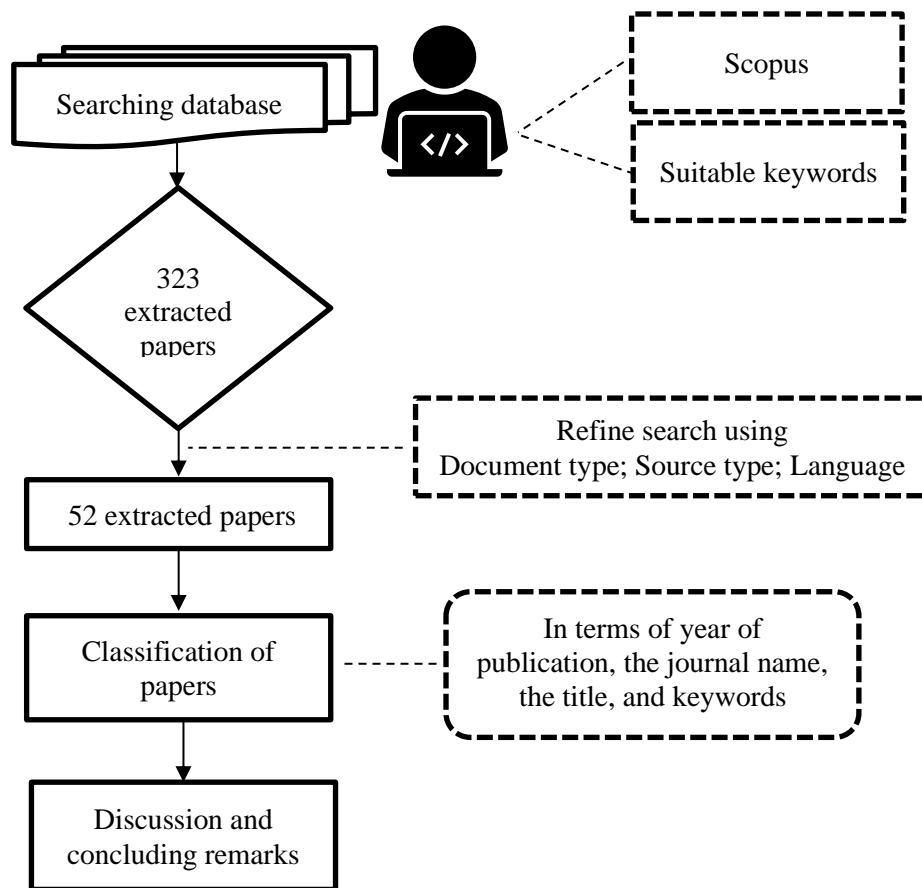 Searching database
</>
Scopus
Suitable keywords
323
extracted
papers
Refine search using
Document type; Source type; Language
52 extracted papers
Classification of
papers
In terms of year of
publication, the journal name,
the title, and keywords
Discussion and
concluding remarks